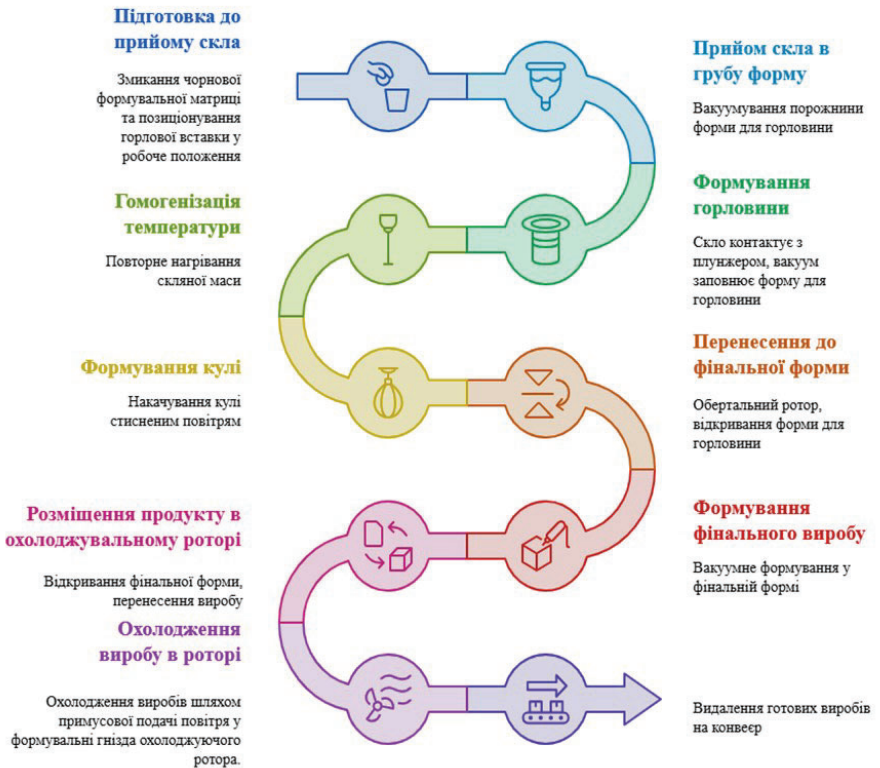 Підготовка до
прийому скла
Змикання чорнової
формувальної матриці
та позиціонування
горлової вставки у
робоче положення
Прийом скла в
грубу форму
Вакуумування порожнини
форми для горловини
Формування
горловини
Скло контактує з
плунжером, вакуум
заповнює форму для
горловини
Гомогенізація
температури
Повторне нагрівання
скляної маси
Формування кулі
Накачування кулі
стисненим повітрям
Перенесення до
фінальної форми
Обертальний ротор,
відкривання форми для
горловини
Формування
фінального виробу
Вакуумне формування у
фінальній формі
Розміщення продукту в
охолоджувальному роторі
Відкривання фінальної форми,
перенесення виробу
Охолодження
виробу в роторі
Охолодження виробів шляхом
примусової подачі повітря у
формувальні гнізда охолоджуючого
ротора.
Видалення готових виробів
на конвеєр